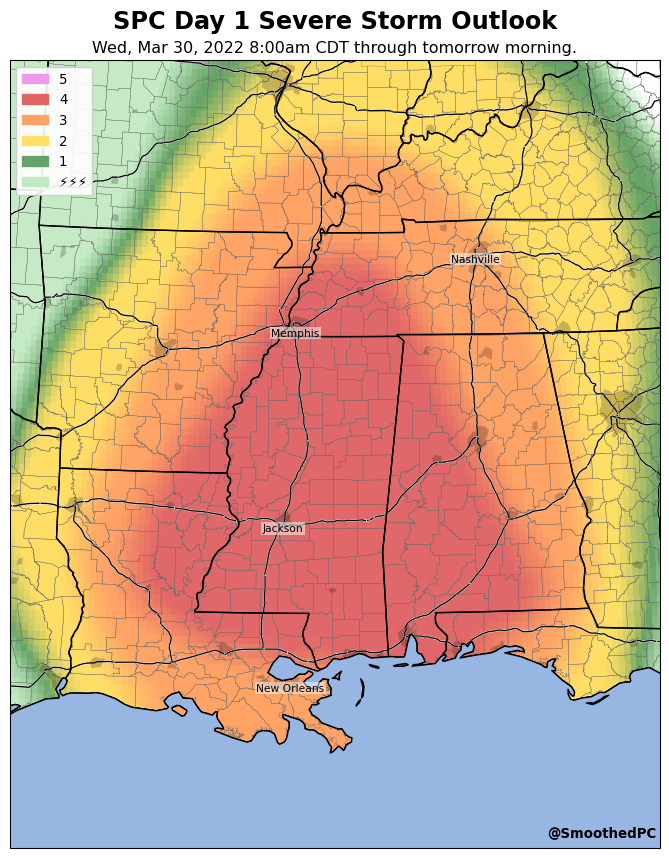 SPC Day 1 Severe Storm Outlook
Wed, Mar 30, 2022 8:00am CDT through tomorrow morning.
5
4
3
2
1
⚡⚡⚡
Nashville
Memphis
Jackson
New Orleans
@SmoothedPC